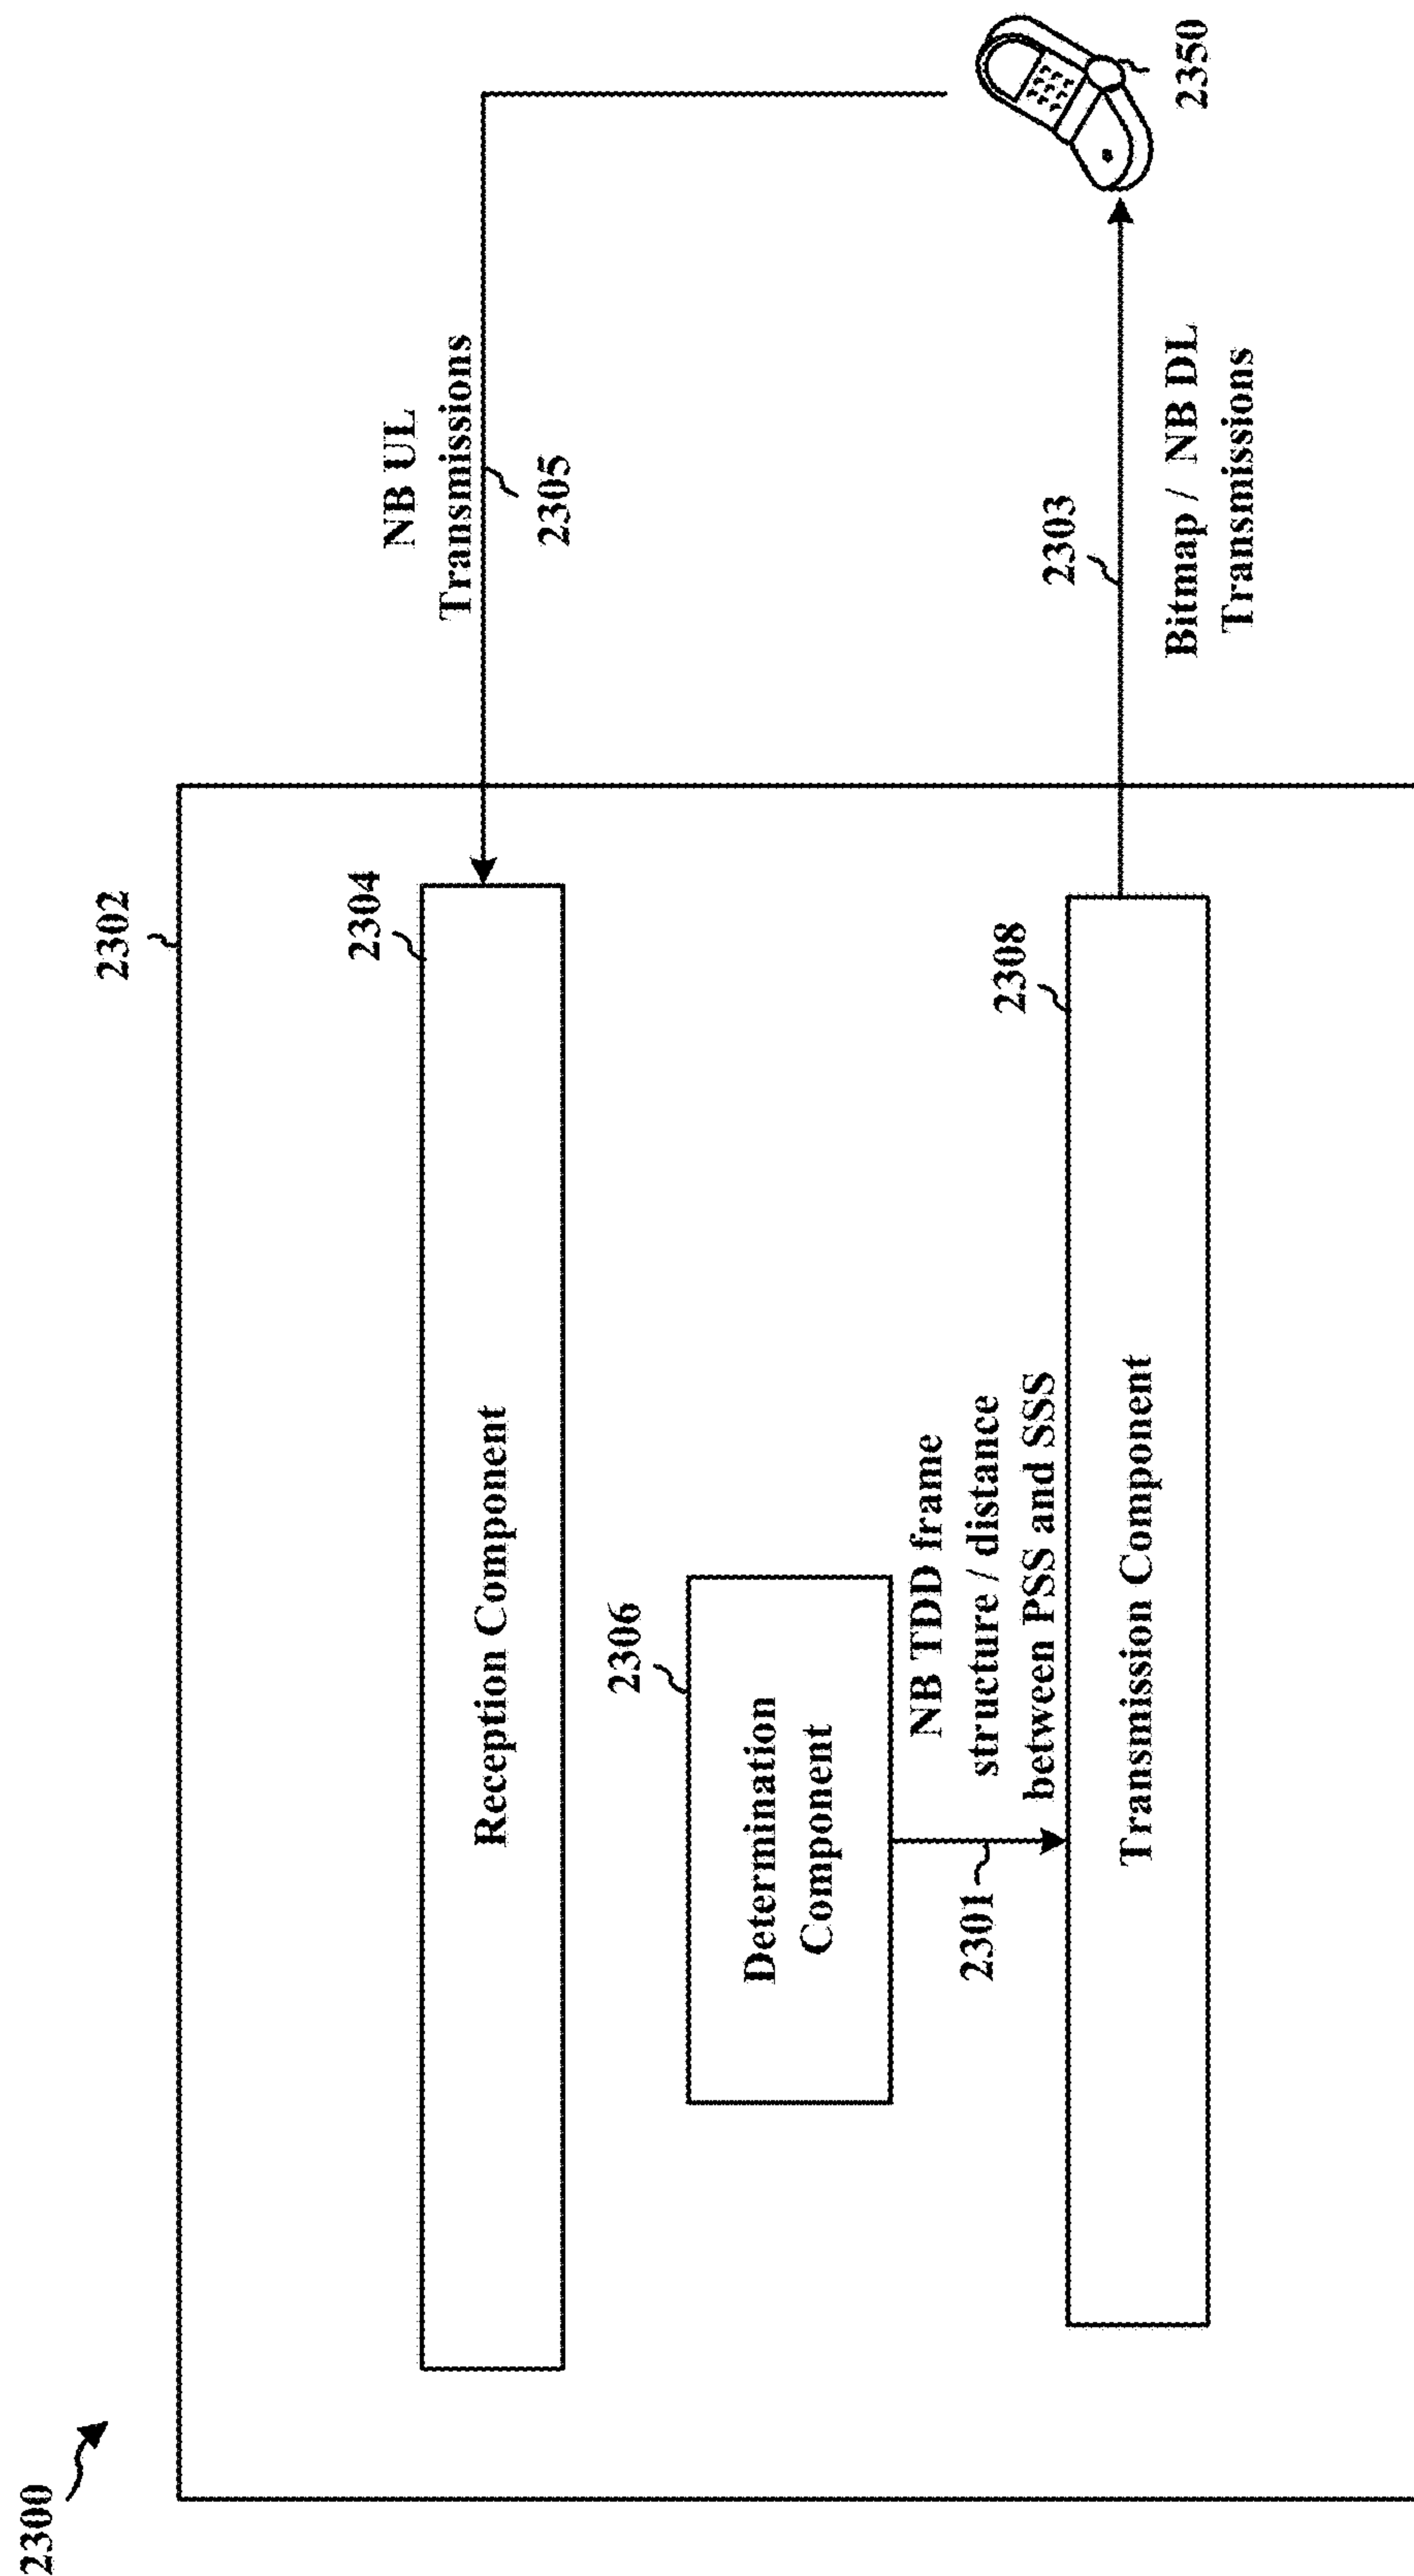 2300
2302
2304
Reception Component
NB UL
Transmissions
2305
2306
Determination
Component
2301
NB TDD frame
structure / distance
between PSS and SSS
2308
Transmission Component
2303
Bitmap / NB DL
Transmissions
2350